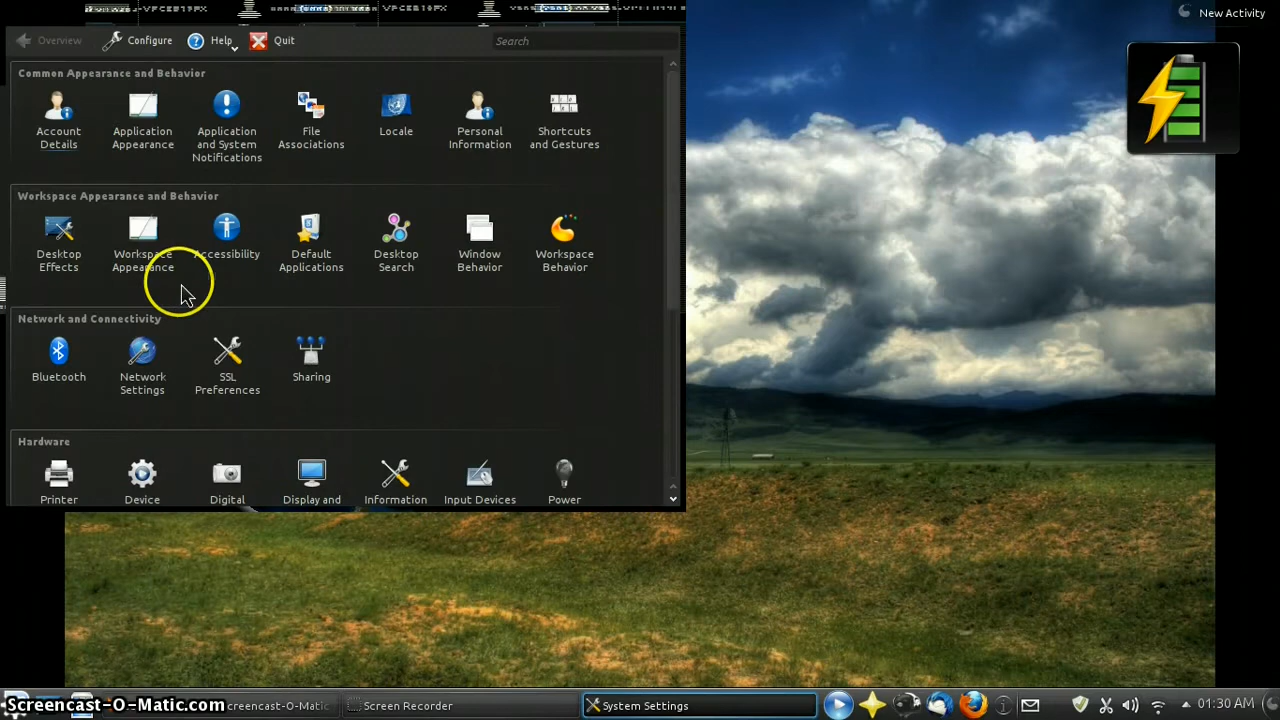 VPCEB10FX
New Activity
Overview
Configure
Help
Quit
Search
Common Appearance and Behavior
Account
Details
Application
Appearance
Application
and System
Notifications
File
Associations
Locale
Personal
Information
Shortcuts
and Gestures
Workspace Appearance and Behavior
Desktop
Effects
Workspace
Appearance
Accessibility
Default
Applications
Desktop
Search
Window
Behavior
Workspace
Behavior
Network and Connectivity
Bluetooth
Network
Settings
SSL
Preferences
Sharing
Hardware
Printer
Device
Digital
Display and
Information
Input Devices
Power
Screencast-O-Matic.com
creencast-O-Matic
Screen Recorder
System Settings
01:30 AM